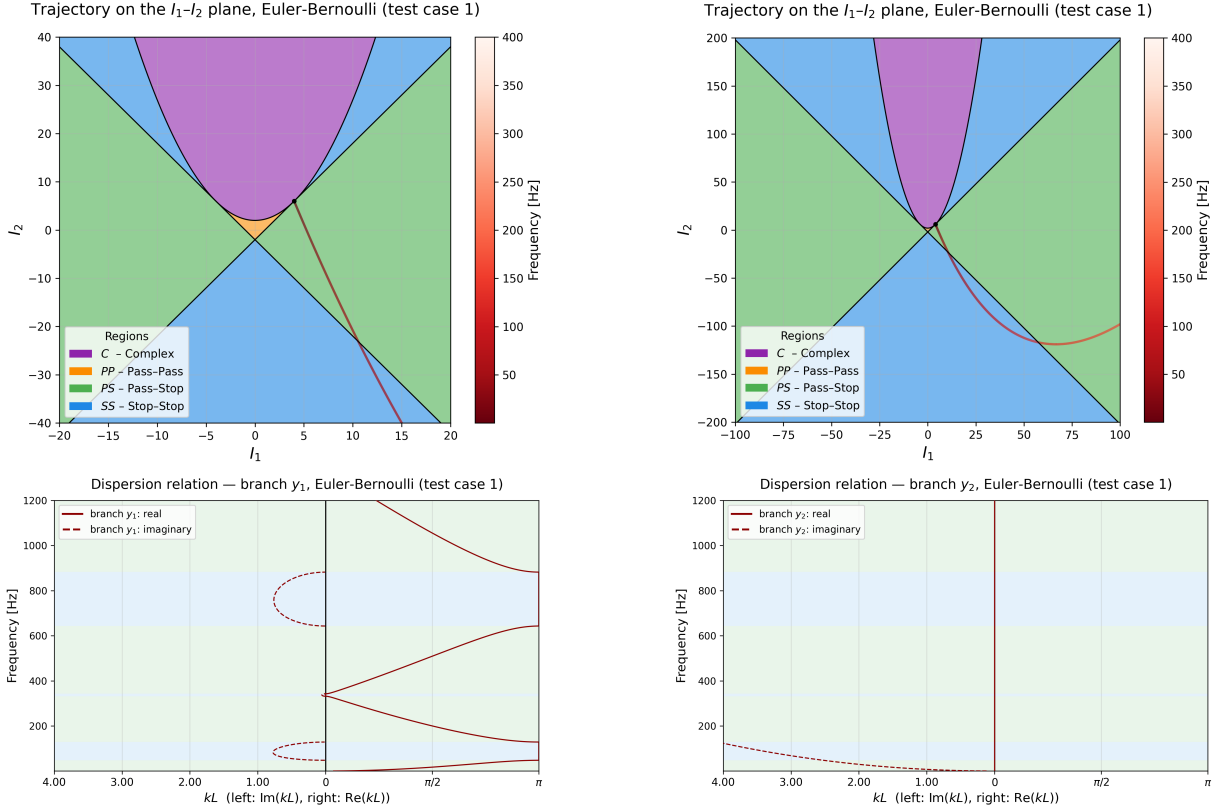 Trajectory on the I₁–I₂ plane, Euler-Bernoulli (test case 1)
40
30
20
10
0
−10
−20
−30
−40
I₂
−20
−15
−10
−5
0
5
10
15
20
I₁
Regions
C – Complex
PP – Pass–Pass
PS – Pass–Stop
SS – Stop–Stop
400
350
300
250
200
150
100
50
Frequency [Hz]
Trajectory on the I₁–I₂ plane, Euler-Bernoulli (test case 1)
200
150
100
50
0
−50
−100
−150
−200
I₂
−100
−75
−50
−25
0
25
50
75
100
I₁
Regions
C – Complex
PP – Pass–Pass
PS – Pass–Stop
SS – Stop–Stop
400
350
300
250
200
150
100
50
Frequency [Hz]
Dispersion relation — branch y₁, Euler-Bernoulli (test case 1)
branch y₁: real
branch y₁: imaginary
1200
1000
800
600
400
200
Frequency [Hz]
4.00
3.00
2.00
1.00
0
π/2
π
kL (left: Im(kL), right: Re(kL))
Dispersion relation — branch y₂, Euler-Bernoulli (test case 1)
branch y₂: real
branch y₂: imaginary
1200
1000
800
600
400
200
Frequency [Hz]
4.00
3.00
2.00
1.00
0
π/2
π
kL (left: Im(kL), right: Re(kL))